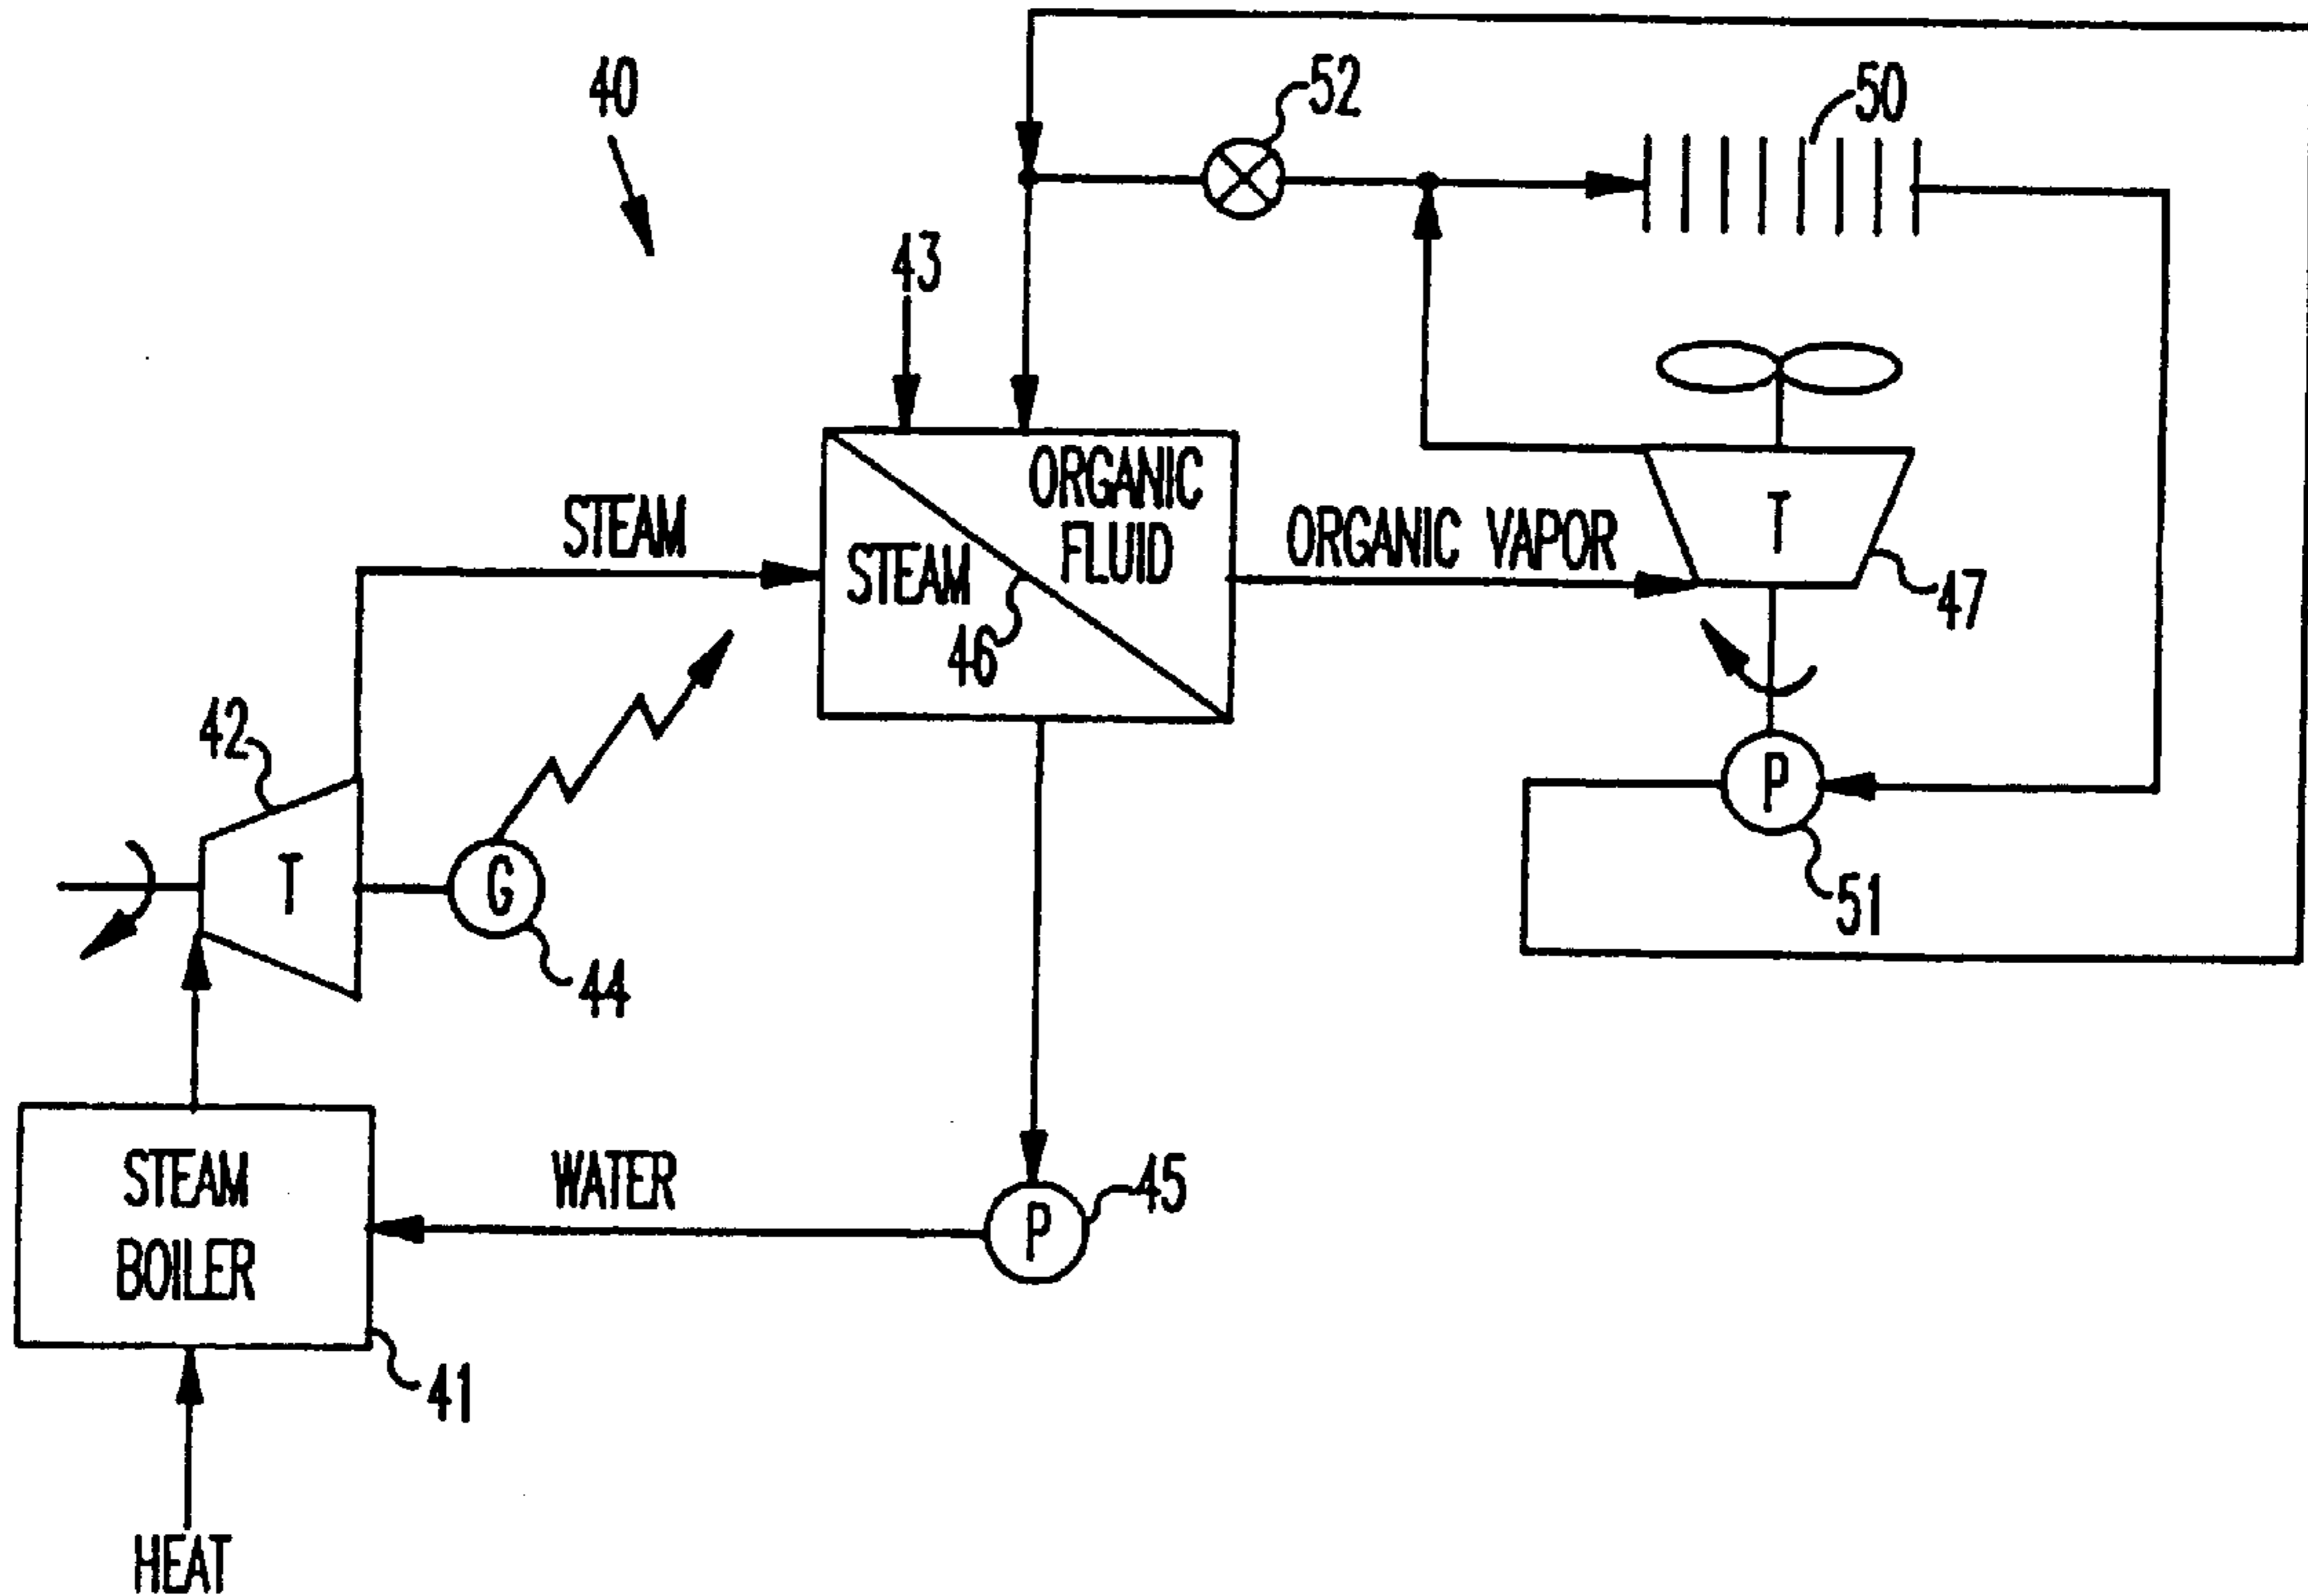 40
52
50
43
ORGANIC
FLUID
STEAM
STEAM
46
ORGANIC VAPOR
T
47
42
T
G
44
P
51
STEAM
BOILER
41
WATER
P
45
HEAT